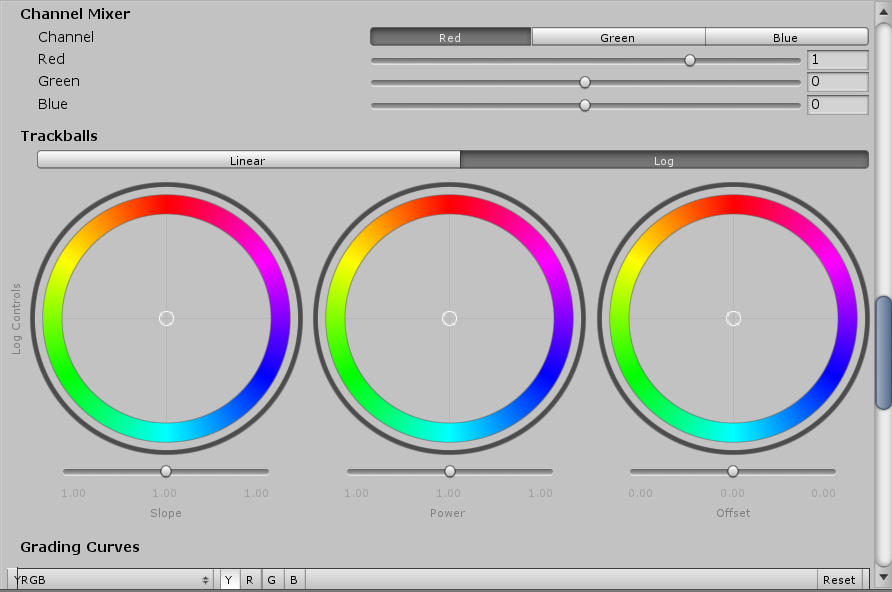 Channel Mixer
Channel Red Green Blue
Red 1
Green 0
Blue 0
Trackballs
Linear Log
Log Controls
1.00 1.00 1.00 1.00 1.00 1.00 0.00 0.00 0.00
Slope Power Offset
Grading Curves
YRGB Y R G B Reset